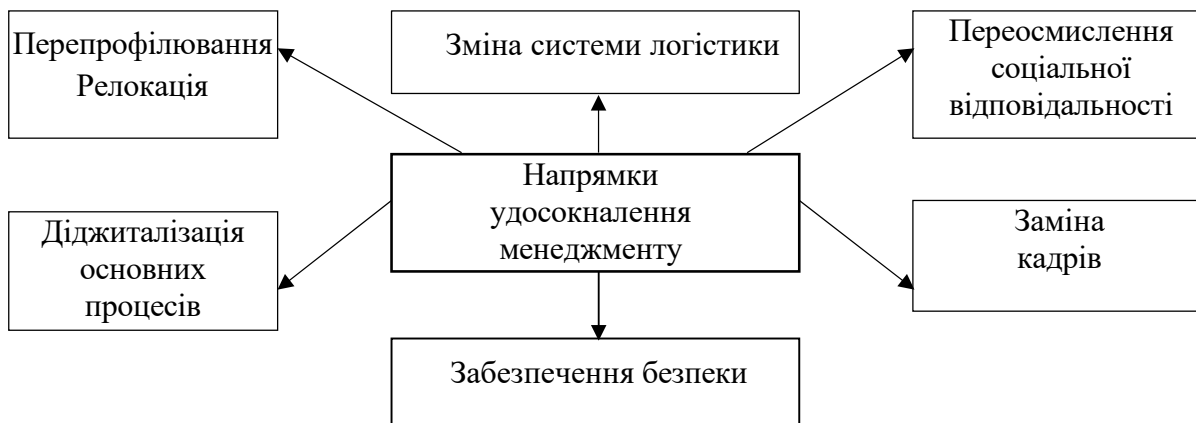 Перепрофілювання
Релокація
Зміна системи логістики
Переосмислення
соціальної
відповідальності
Напрямки
удосокналення
менеджменту
Діджиталізація
основних
процесів
Заміна
кадрів
Забезпечення безпеки